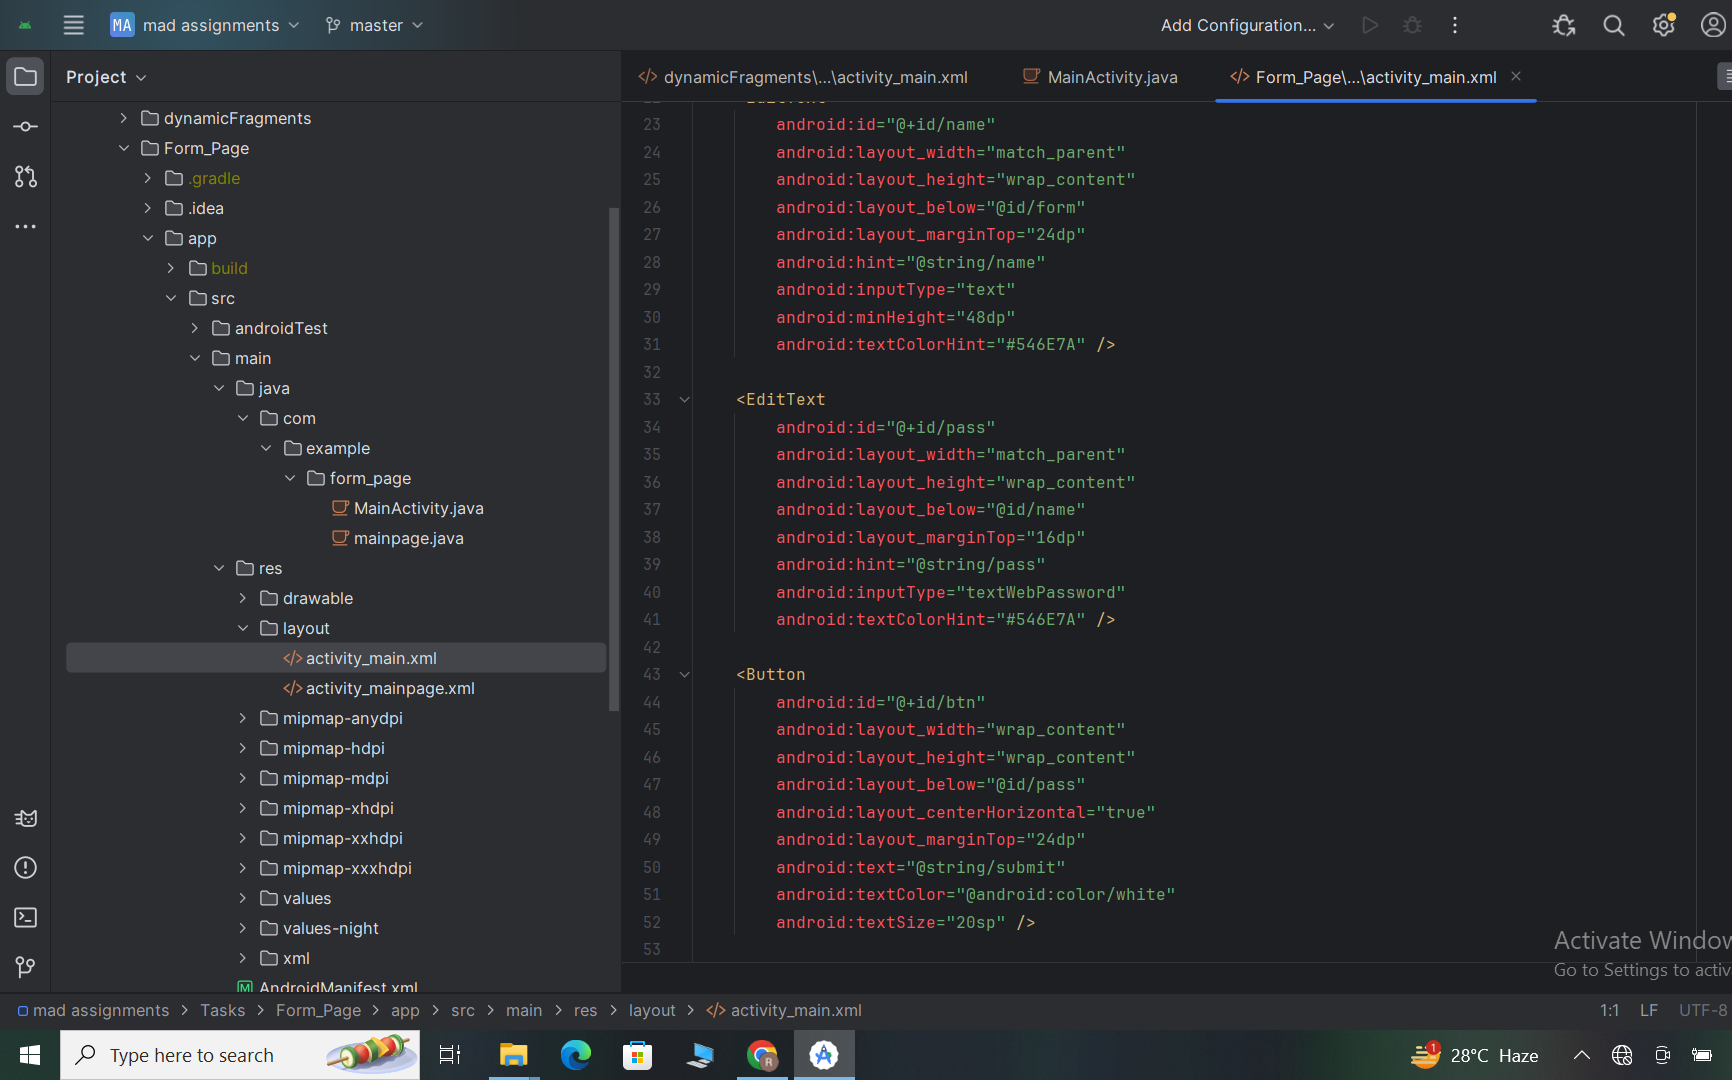 MA mad assignments master Add Configuration...
Project
dynamicFragments\...\activity_main.xml MainActivity.java Form_Page\...\activity_main.xml
dynamicFragments
Form_Page
.gradle
.idea
app
build
src
androidTest
main
java
com
example
form_page
MainActivity.java
mainpage.java
res
drawable
layout
activity_main.xml
activity_mainpage.xml
mipmap-anydpi
mipmap-hdpi
mipmap-mdpi
mipmap-xhdpi
mipmap-xxhdpi
mipmap-xxxhdpi
values
values-night
xml
M AndroidManifest.xml
23 android:id="@+id/name"
24 android:layout_width="match_parent"
25 android:layout_height="wrap_content"
26 android:layout_below="@id/form"
27 android:layout_marginTop="24dp"
28 android:hint="@string/name"
29 android:inputType="text"
30 android:minHeight="48dp"
31 android:textColorHint="#546E7A" />
32
33 <EditText
34 android:id="@+id/pass"
35 android:layout_width="match_parent"
36 android:layout_height="wrap_content"
37 android:layout_below="@id/name"
38 android:layout_marginTop="16dp"
39 android:hint="@string/pass"
40 android:inputType="textWebPassword"
41 android:textColorHint="#546E7A" />
42
43 <Button
44 android:id="@+id/btn"
45 android:layout_width="wrap_content"
46 android:layout_height="wrap_content"
47 android:layout_below="@id/pass"
48 android:layout_centerHorizontal="true"
49 android:layout_marginTop="24dp"
50 android:text="@string/submit"
51 android:textColor="@android:color/white"
52 android:textSize="20sp" />
53
Activate Window
Go to Settings to activ
mad assignments > Tasks > Form_Page > app > src > main > res > layout > activity_main.xml 1:1 LF UTF-8
Type here to search R 1 28°C Haze